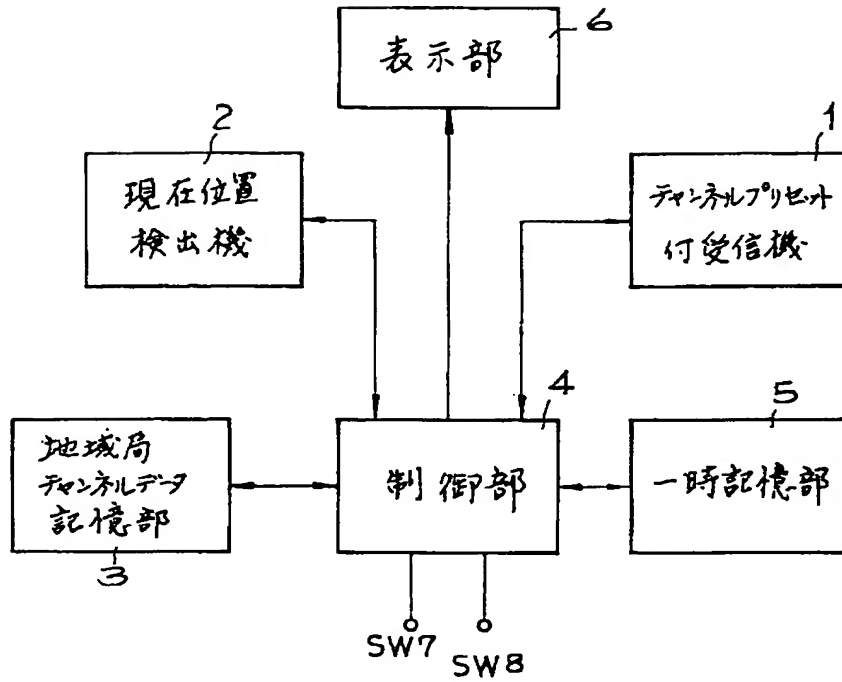 6
表示部
2
現在位置
検出機
1
チャンネルプリセット
付受信機
4
制御部
5
一時記憶部
地域局
チャンネルデータ
記憶部
3
SW7
SW8